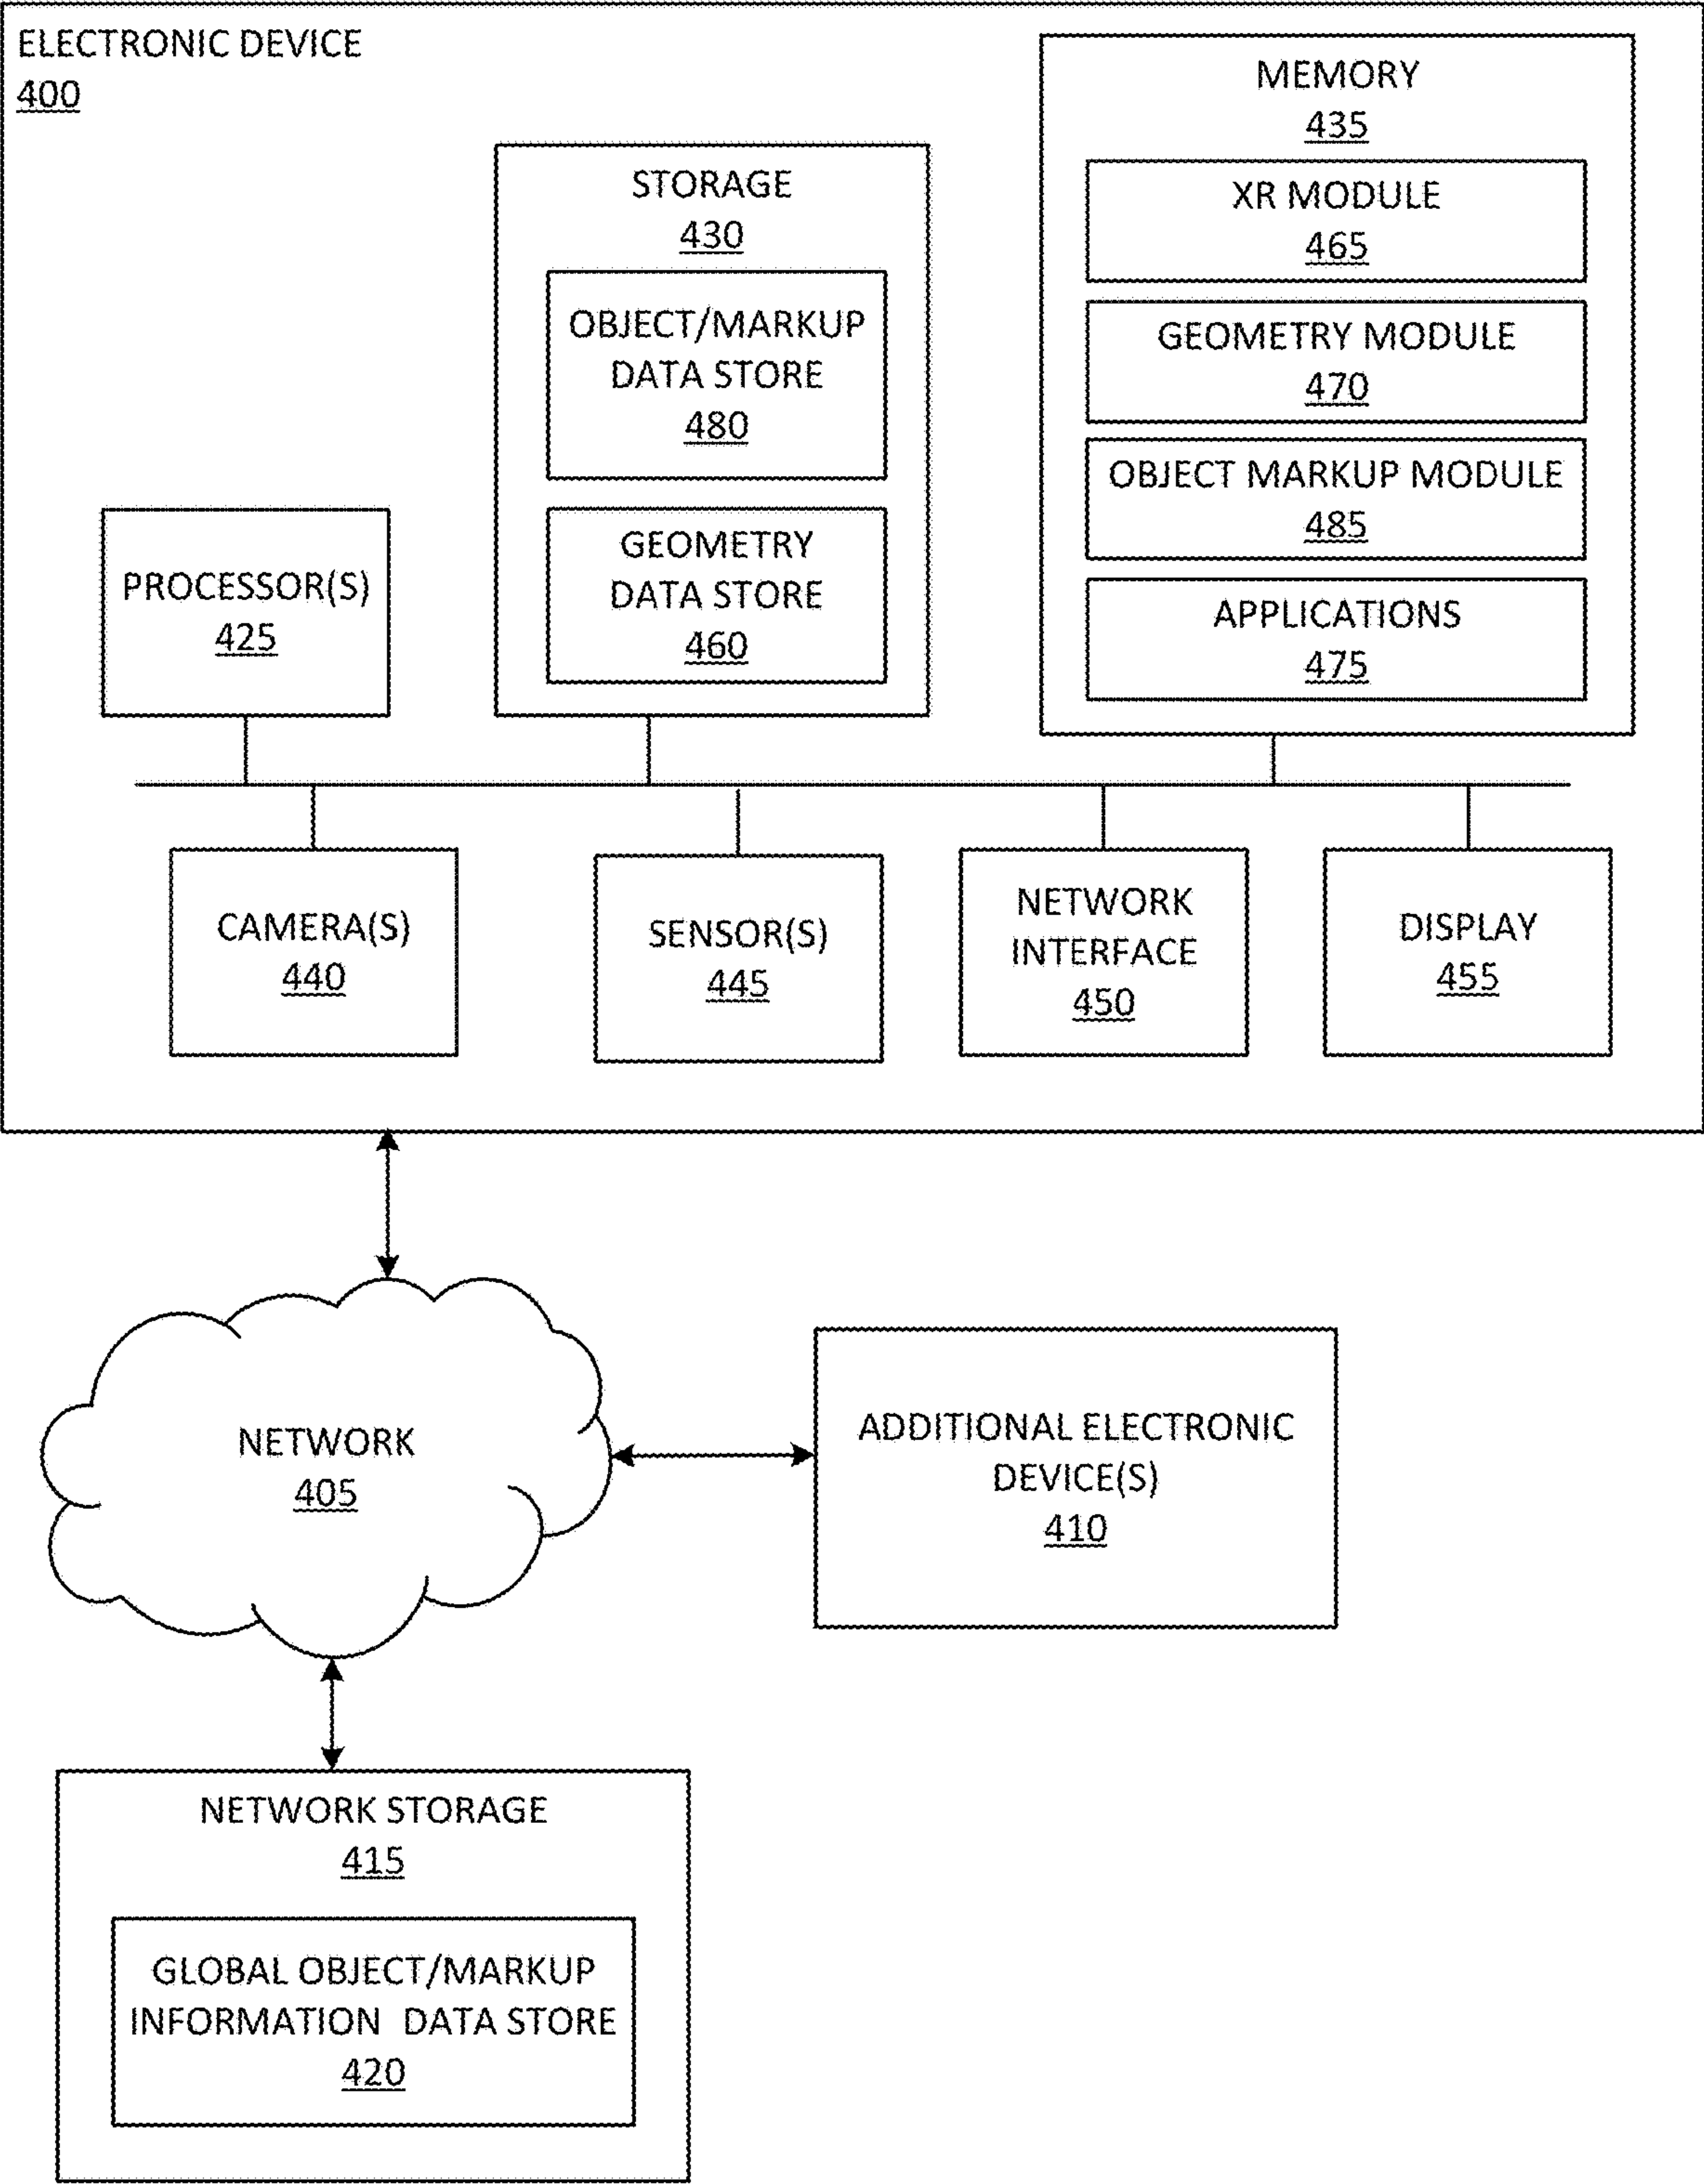 ELECTRONIC DEVICE
400
MEMORY
435
XR MODULE
465
GEOMETRY MODULE
470
OBJECT MARKUP MODULE
485
APPLICATIONS
475
STORAGE
430
OBJECT/MARKUP
DATA STORE
480
GEOMETRY
DATA STORE
460
PROCESSOR(S)
425
CAMERA(S)
440
SENSOR(S)
445
NETWORK
INTERFACE
450
DISPLAY
455
NETWORK
405
ADDITIONAL ELECTRONIC
DEVICE(S)
410
NETWORK STORAGE
415
GLOBAL OBJECT/MARKUP
INFORMATION DATA STORE
420